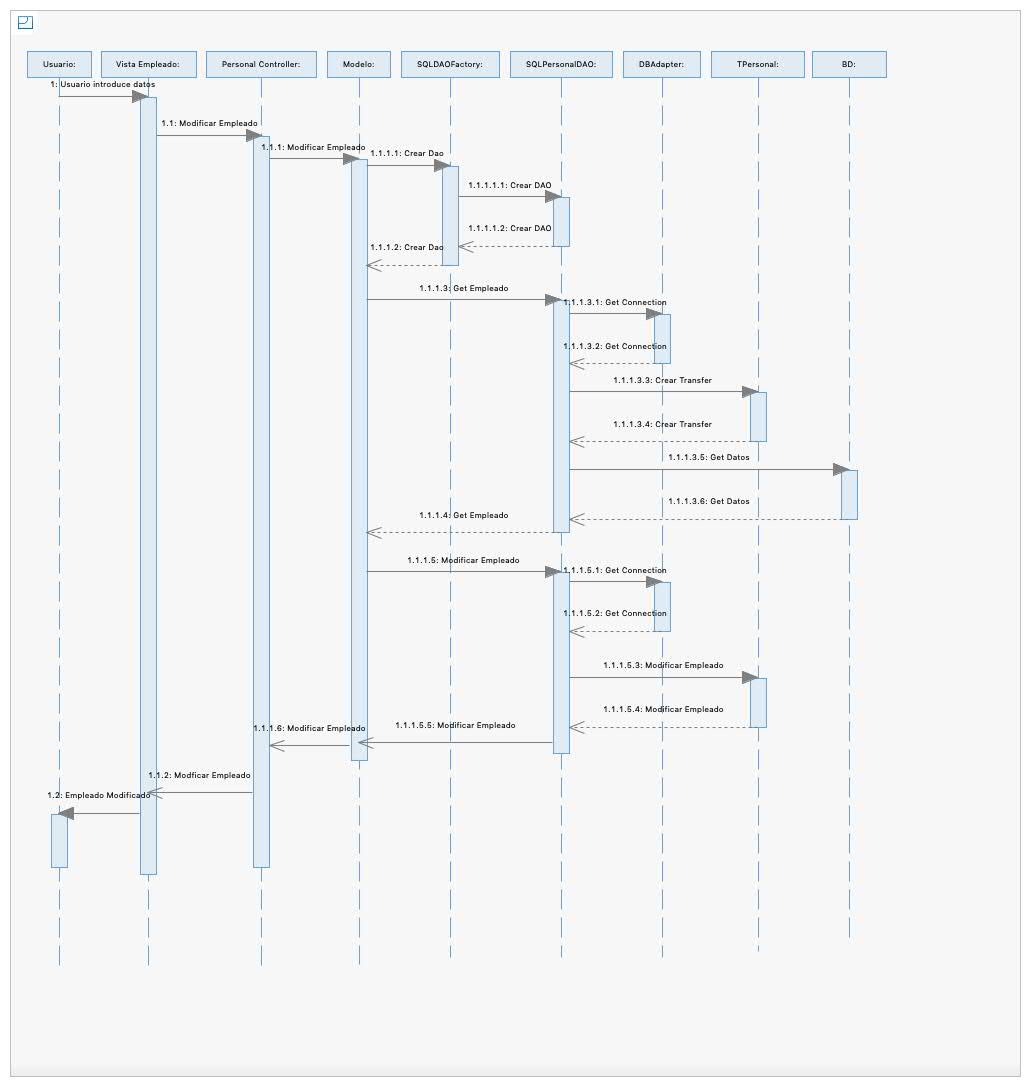 Usuario:
Vista Empleado:
Personal Controller:
Modelo:
SQLDAOFactory:
SQLPersonalDAO:
DBAdapter:
TPersonal:
BD:
1: Usuario introduce datos
1.1: Modificar Empleado
1.1.1: Modificar Empleado
1.1.1.1: Crear Dao
1.1.1.1.1: Crear DAO
1.1.1.1.2: Crear DAO
1.1.1.2: Crear Dao
1.1.1.3: Get Empleado
1.1.1.3.1: Get Connection
1.1.1.3.2: Get Connection
1.1.1.3.3: Crear Transfer
1.1.1.3.4: Crear Transfer
1.1.1.3.5: Get Datos
1.1.1.3.6: Get Datos
1.1.1.4: Get Empleado
1.1.1.5: Modificar Empleado
1.1.1.5.1: Get Connection
1.1.1.5.2: Get Connection
1.1.1.5.3: Modificar Empleado
1.1.1.5.4: Modificar Empleado
1.1.1.5.5: Modificar Empleado
1.1.1.6: Modificar Empleado
1.1.2: Modficar Empleado
1.2: Empleado Modificado